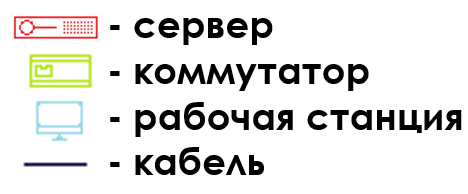 - сервер
- коммутатор
- рабочая станция
- кабель